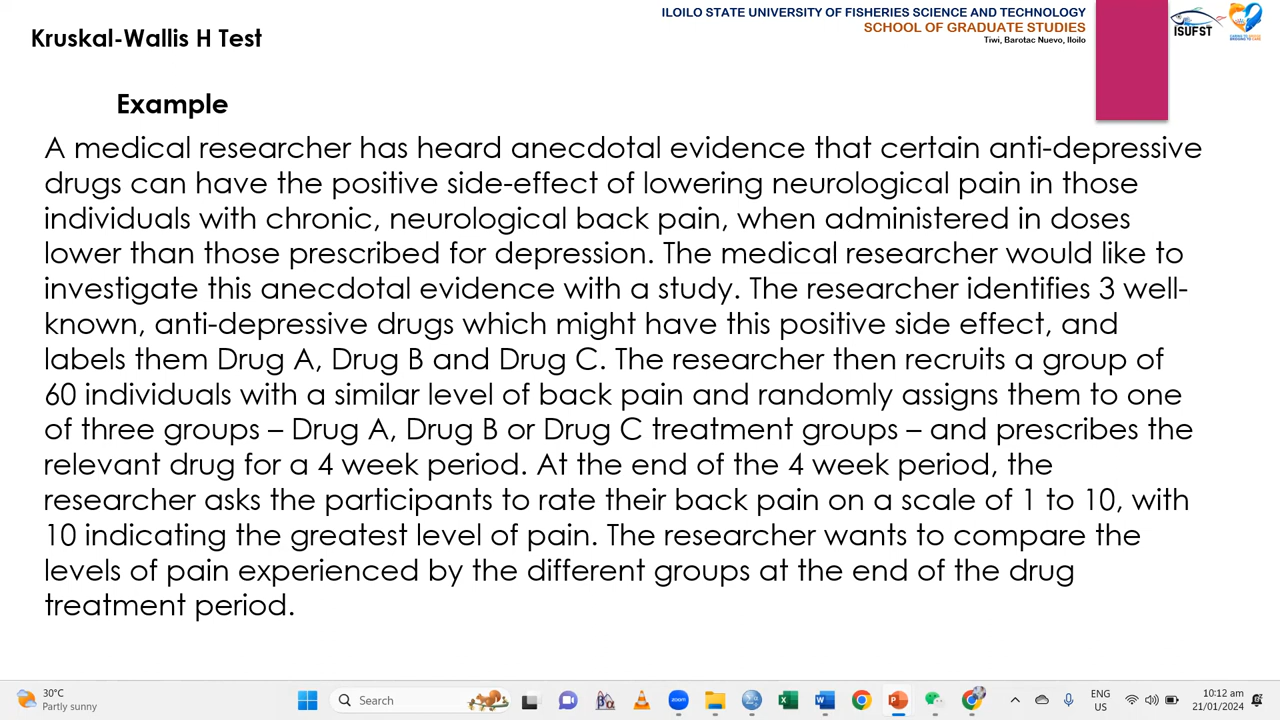 ILOILO STATE UNIVERSITY OF FISHERIES SCIENCE AND TECHNOLOGY
SCHOOL OF GRADUATE STUDIES
Tiwi, Barotac Nuevo, Iloilo
ISUFST
Kruskal-Wallis H Test
Example
A medical researcher has heard anecdotal evidence that certain anti-depressive
drugs can have the positive side-effect of lowering neurological pain in those
individuals with chronic, neurological back pain, when administered in doses
lower than those prescribed for depression. The medical researcher would like to
investigate this anecdotal evidence with a study. The researcher identifies 3 well-
known, anti-depressive drugs which might have this positive side effect, and
labels them Drug A, Drug B and Drug C. The researcher then recruits a group of
60 individuals with a similar level of back pain and randomly assigns them to one
of three groups – Drug A, Drug B or Drug C treatment groups – and prescribes the
relevant drug for a 4 week period. At the end of the 4 week period, the
researcher asks the participants to rate their back pain on a scale of 1 to 10, with
10 indicating the greatest level of pain. The researcher wants to compare the
levels of pain experienced by the different groups at the end of the drug
treatment period.
30°C
Partly sunny
Search
zoom
ENG
US
10:12 am
21/01/2024